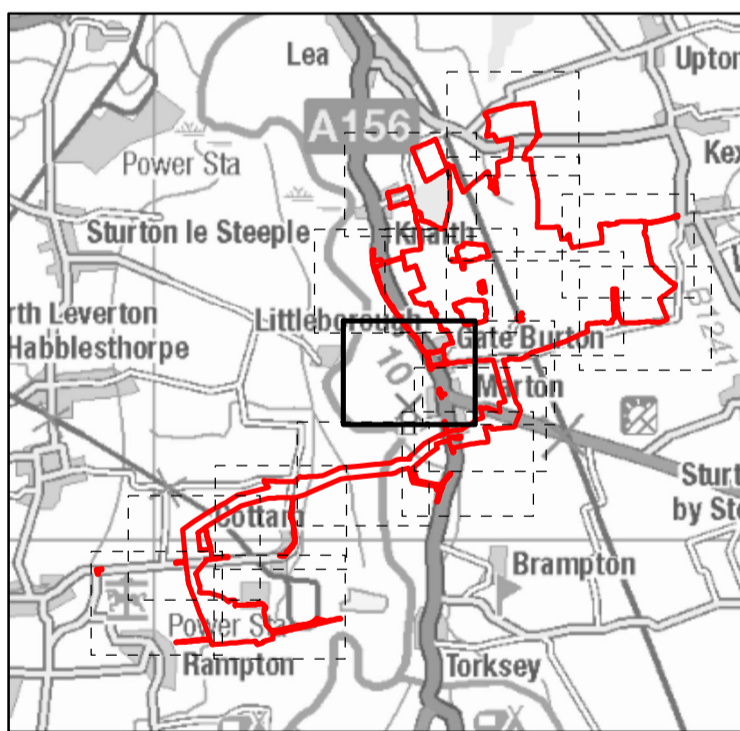 Lea
Upton
A156
Kex
Power Sta
Sturton le Steeple
Knaith
rth Leverton
Habblesthorpe
Littleborough
Gate Burton
B1241
Marton
Sturt
by Sto
Cottam
Brampton
Power Sta
Rampton
Torksey